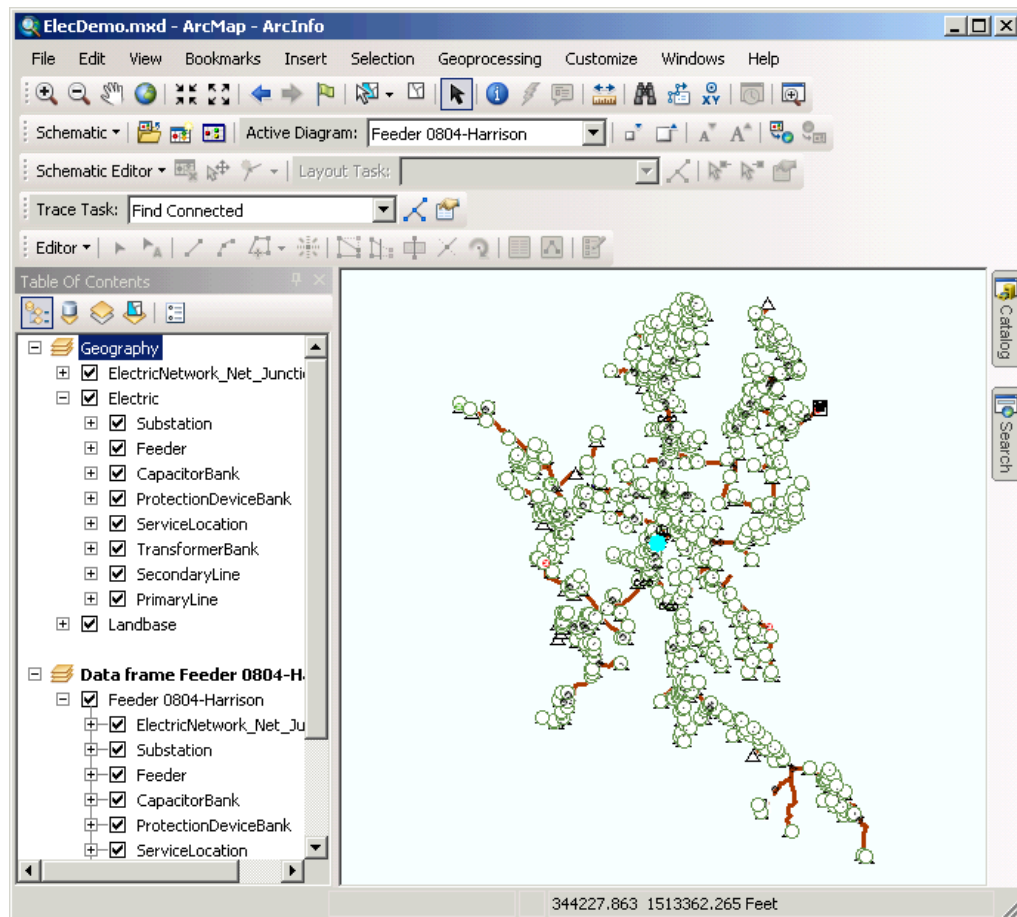 ElecDemo.mxd - ArcMap - ArcInfo
File Edit View Bookmarks Insert Selection Geoprocessing Customize Windows Help
XY
Schematic Active Diagram: Feeder 0804-Harrison A A
Schematic Editor Layout Task:
Trace Task: Find Connected
Editor
Table Of Contents
Geography
ElectricNetwork_Net_Juncti
Electric
Substation
Feeder
CapacitorBank
ProtectionDeviceBank
ServiceLocation
TransformerBank
SecondaryLine
PrimaryLine
Landbase
Data frame Feeder 0804-H
Feeder 0804-Harrison
ElectricNetwork_Net_Ju
Substation
Feeder
CapacitorBank
ProtectionDeviceBank
ServiceLocation
Catalog
Search
344227.863 1513362.265 Feet